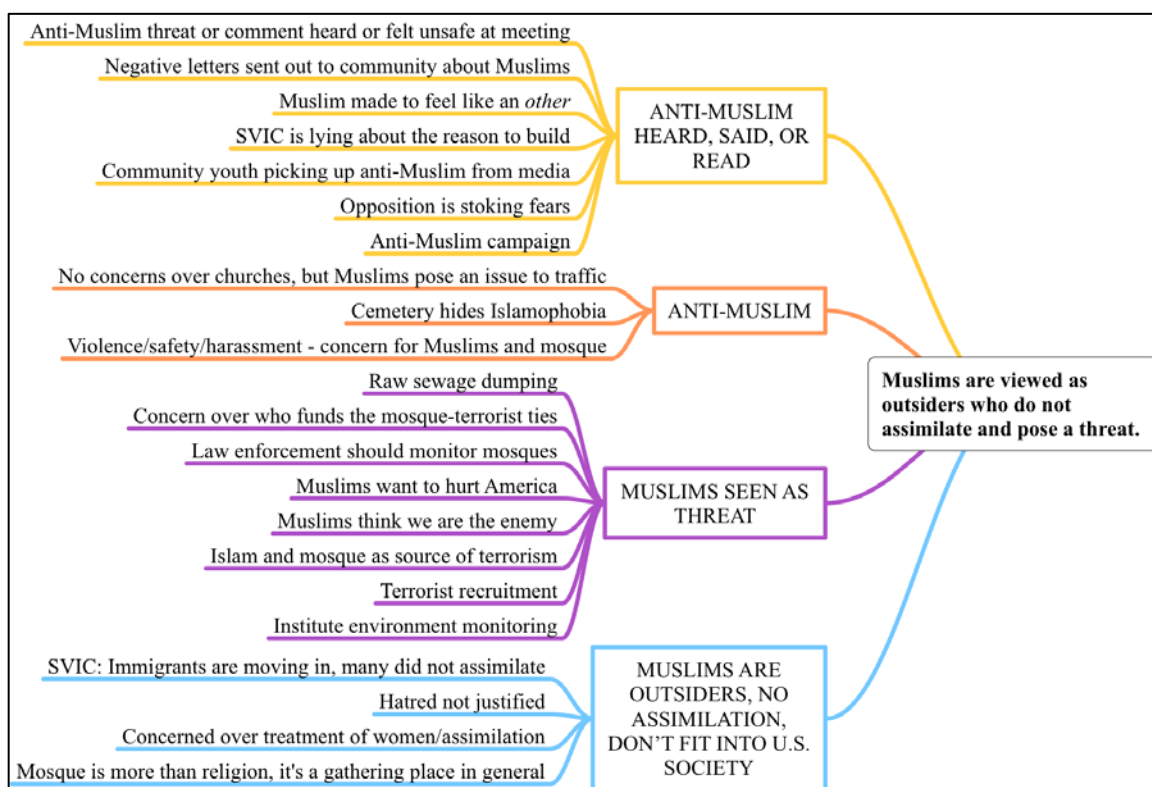 Anti-Muslim threat or comment heard or felt unsafe at meeting
Negative letters sent out to community about Muslims
Muslim made to feel like an other
SVIC is lying about the reason to build
Community youth picking up anti-Muslim from media
Opposition is stoking fears
Anti-Muslim campaign
ANTI-MUSLIM
HEARD, SAID, OR
READ
No concerns over churches, but Muslims pose an issue to traffic
Cemetery hides Islamophobia
Violence/safety/harassment - concern for Muslims and mosque
ANTI-MUSLIM
Raw sewage dumping
Concern over who funds the mosque-terrorist ties
Law enforcement should monitor mosques
Muslims want to hurt America
Muslims think we are the enemy
Islam and mosque as source of terrorism
Terrorist recruitment
Institute environment monitoring
MUSLIMS SEEN AS
THREAT
SVIC: Immigrants are moving in, many did not assimilate
Hatred not justified
Concerned over treatment of women/assimilation
Mosque is more than religion, it's a gathering place in general
MUSLIMS ARE
OUTSIDERS, NO
ASSIMILATION,
DON'T FIT INTO U.S.
SOCIETY
Muslims are viewed as
outsiders who do not
assimilate and pose a threat.